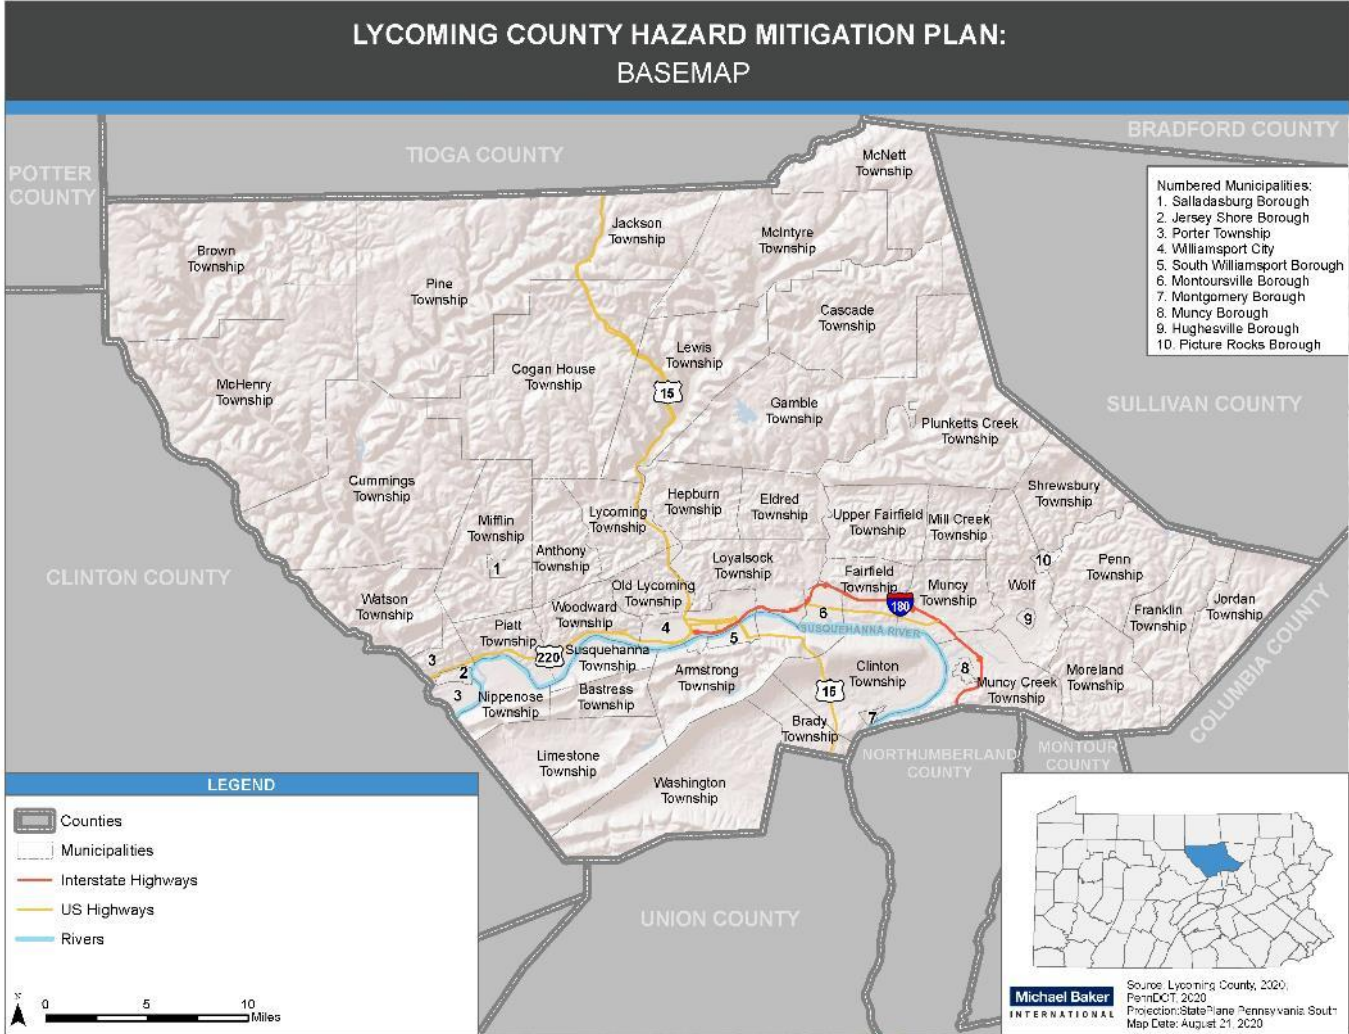 LYCOMING COUNTY HAZARD MITIGATION PLAN:
BASEMAP
BRADFORD COUNTY
TIOGA COUNTY
POTTER
COUNTY
McNett
Township
Numbered Municipalities:
1. Salladasburg Borough
2. Jersey Shore Borough
3. Porter Township
4. Williamsport City
5. South Williamsport Borough
6. Montoursville Borough
7. Montgomery Borough
8. Muncy Borough
9. Hughesville Borough
10. Picture Rocks Borough
Jackson
Township
McIntyre
Township
Brown
Township
Pine
Township
Cascade
Township
Lewis
Township
Cogan House
Township
McHenry
Township
15
Gamble
Township
SULLIVAN COUNTY
Plunketts Creek
Township
Cummings
Township
Shrewsbury
Township
Hepburn
Township
Eldred
Township
Lycoming
Township
Upper Fairfield
Township
Mill Creek
Township
Mifflin
Township
Anthony
Township
Loyalsock
Township
10
Penn
Township
1
CLINTON COUNTY
Old Lycoming
Township
Fairfield
Township
Muncy
Township
Wolf
Watson
Township
Woodward
Township
180
Franklin
Township
Jordan
Township
6
9
Piatt
Township
4
5
SUSQUEHANNA RIVER
COLUMBIA COUNTY
3
220
Susquehanna
Township
2
Armstrong
Township
Clinton
Township
8
Moreland
Township
3
Nippenose
Township
Bastress
Township
15
Muncy Creek
Township
7
Brady
Township
NORTHUMBERLAND
COUNTY
MONTOUR
COUNTY
Limestone
Township
Washington
Township
UNION COUNTY
LEGEND
Counties
Municipalities
Interstate Highways
US Highways
Rivers
N
0 5 10
Miles
Michael Baker
INTERNATIONAL
Source: Lycoming County, 2020;
PennDOT, 2020
Projection:StatePlane Pennsylvania South
Map Date: August 21, 2020